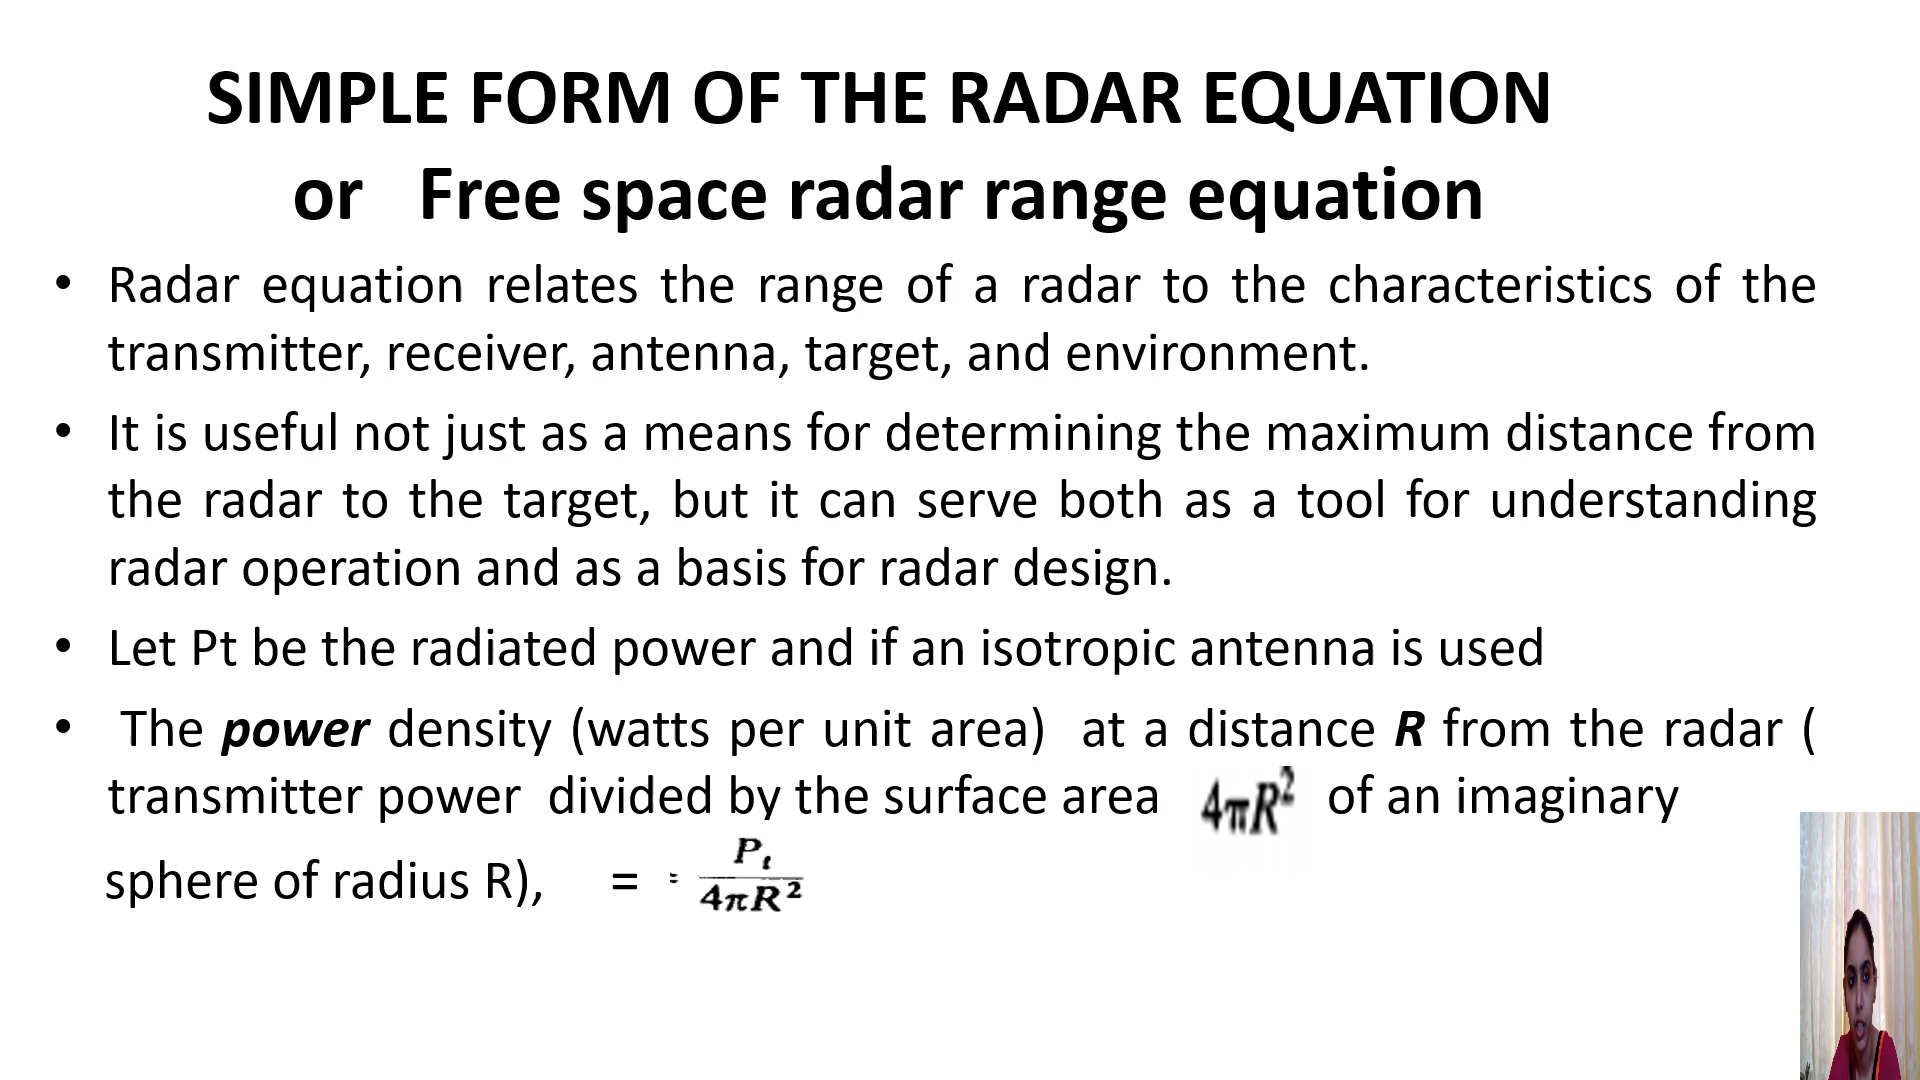 SIMPLE FORM OF THE RADAR EQUATION
or Free space radar range equation
• Radar equation relates the range of a radar to the characteristics of the
transmitter, receiver, antenna, target, and environment.
• It is useful not just as a means for determining the maximum distance from
the radar to the target, but it can serve both as a tool for understanding
radar operation and as a basis for radar design.
• Let Pt be the radiated power and if an isotropic antenna is used
• The power density (watts per unit area) at a distance R from the radar (
transmitter power divided by the surface area 4πR² of an imaginary
sphere of radius R), = = Pₜ / 4πR²